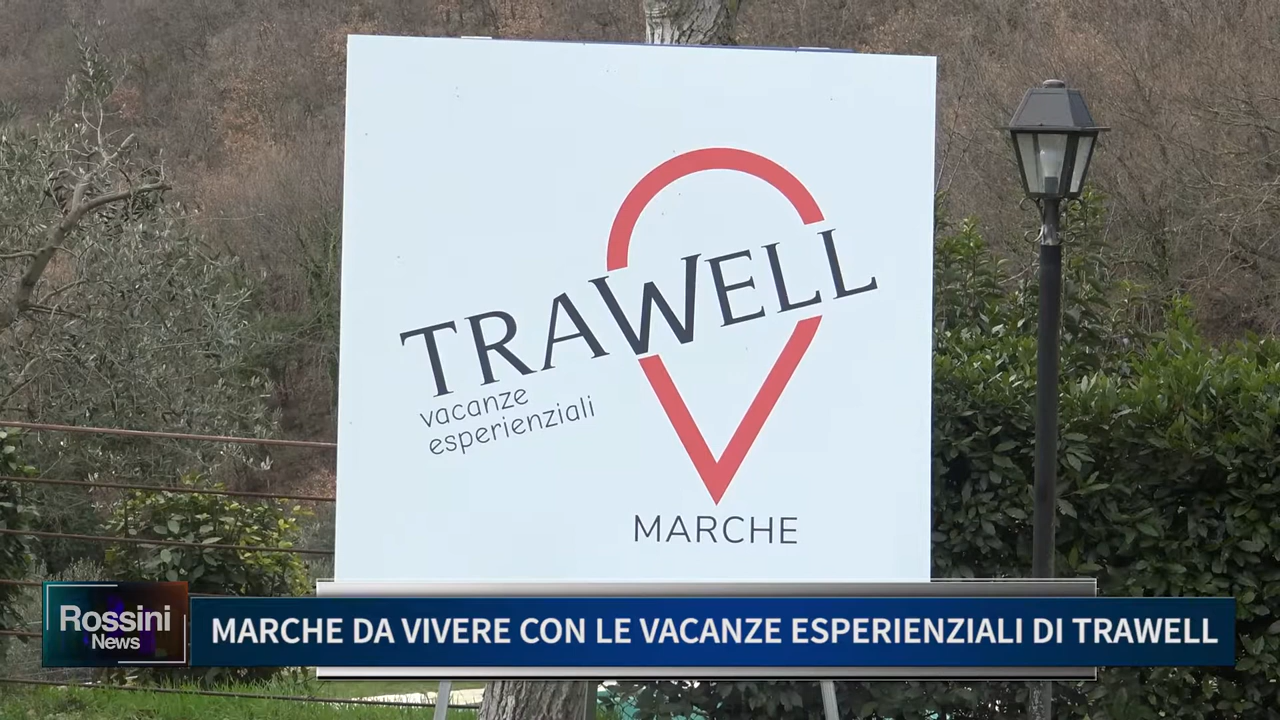 TRAWELL
vacanze
esperienziali
MARCHE
Rossini
News
MARCHE DA VIVERE CON LE VACANZE ESPERIENZIALI DI TRAWELL